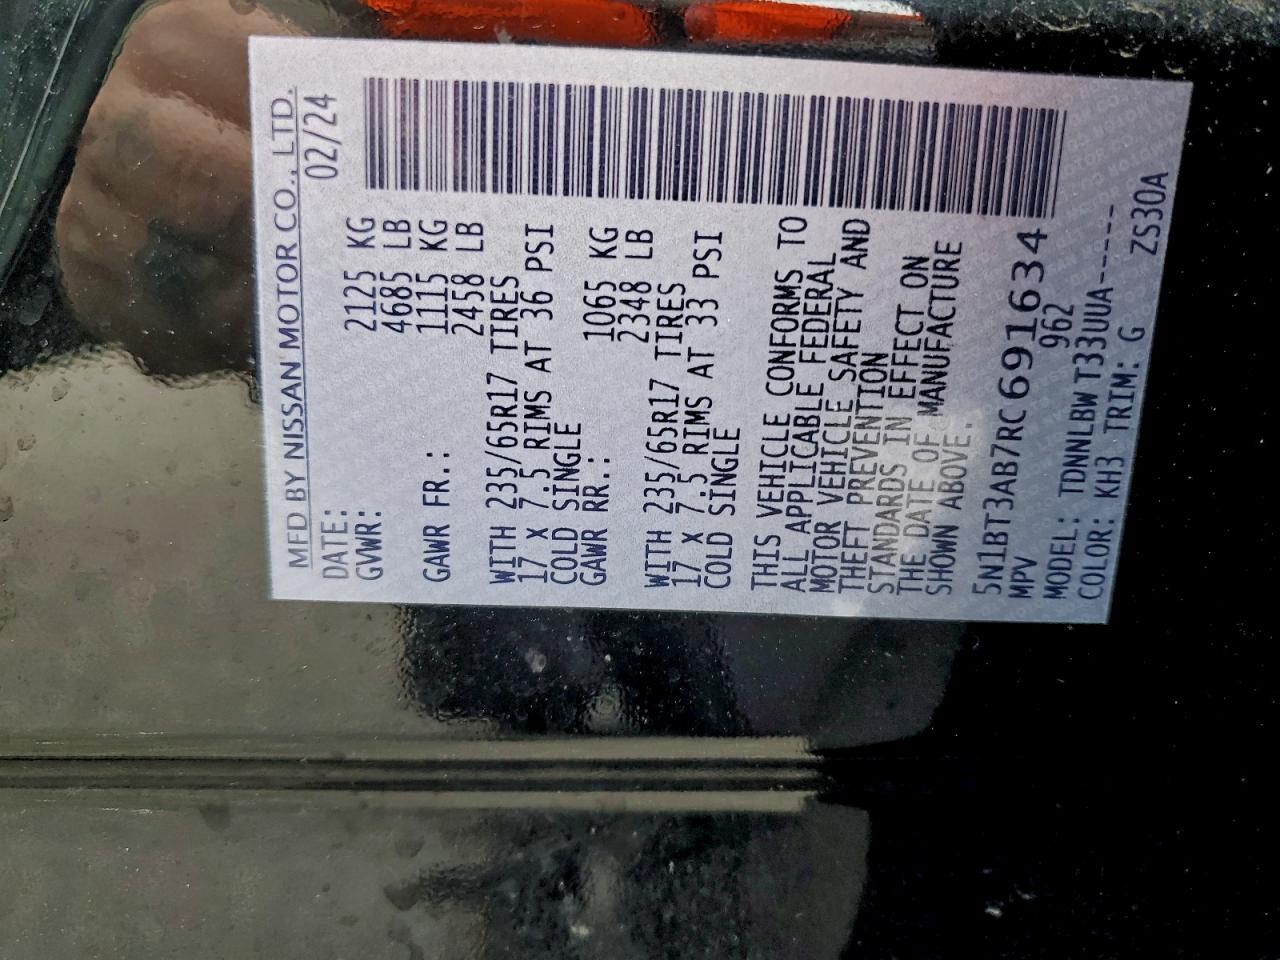 MFD BY NISSAN MOTOR CO., LTD.
DATE: 02/24
GVWR: 2125 KG
4685 LB
GAWR FR.: 1115 KG
2458 LB
WITH 235/65R17 TIRES
17 X 7.5 RIMS AT 36 PSI
COLD SINGLE
GAWR RR.: 1065 KG
2348 LB
WITH 235/65R17 TIRES
17 X 7.5 RIMS AT 33 PSI
COLD SINGLE
THIS VEHICLE CONFORMS TO
ALL APPLICABLE FEDERAL
MOTOR VEHICLE SAFETY AND
THEFT PREVENTION
STANDARDS IN EFFECT ON
THE DATE OF MANUFACTURE
SHOWN ABOVE.
5N1BT3AB7RC691634
MPV 962
MODEL: TDNNLBWT33UUA-----
COLOR: KH3 TRIM: G ZS30A